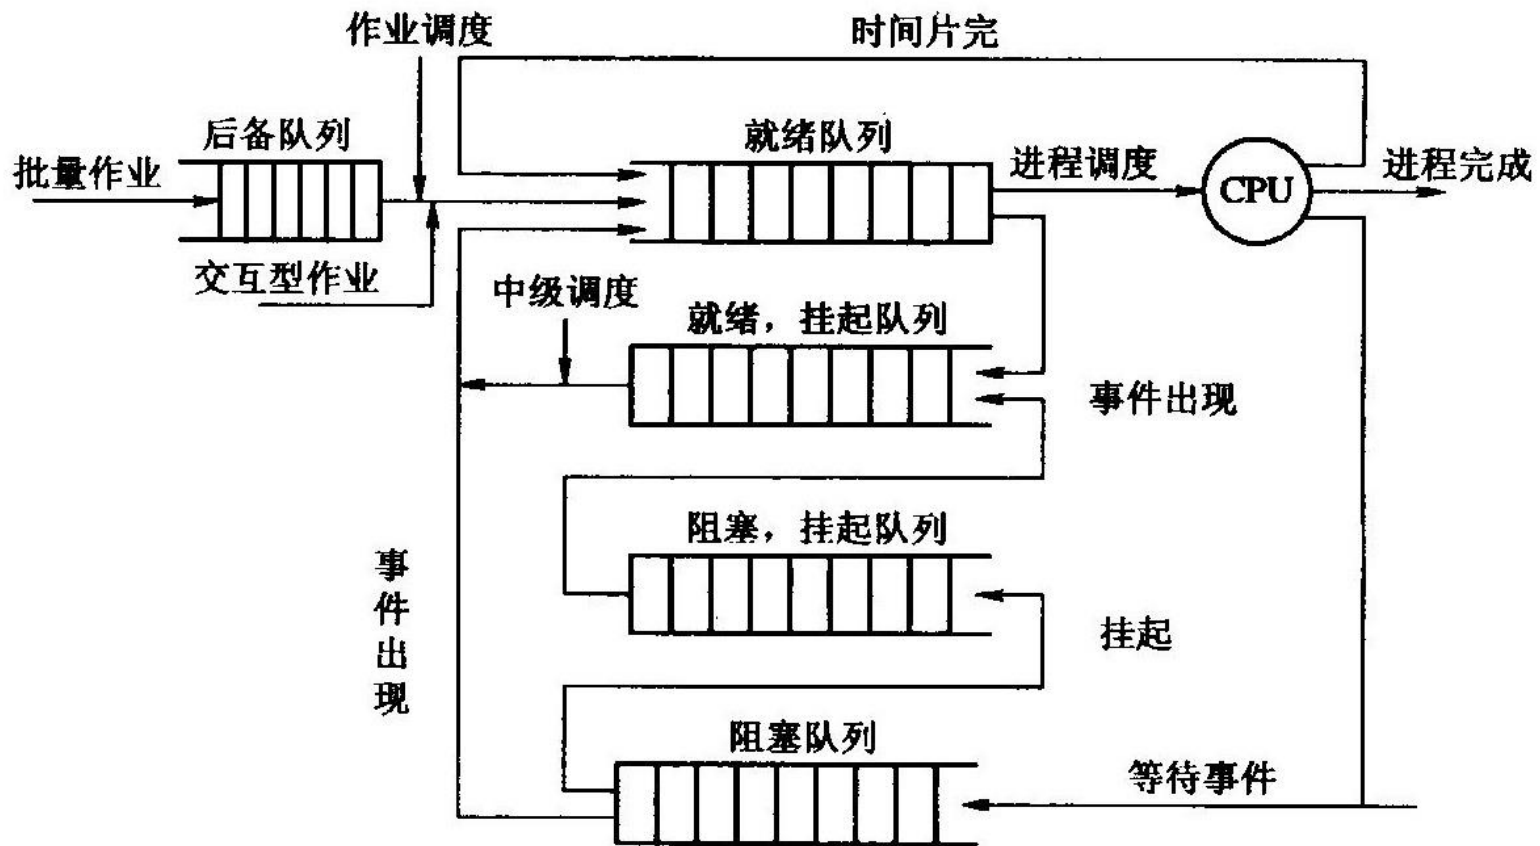 作业调度
时间片完
后备队列
就绪队列
批量作业
进程调度
CPU
进程完成
交互型作业
中级调度
就绪，挂起队列
事件出现
阻塞，挂起队列
事件出现
挂起
阻塞队列
等待事件